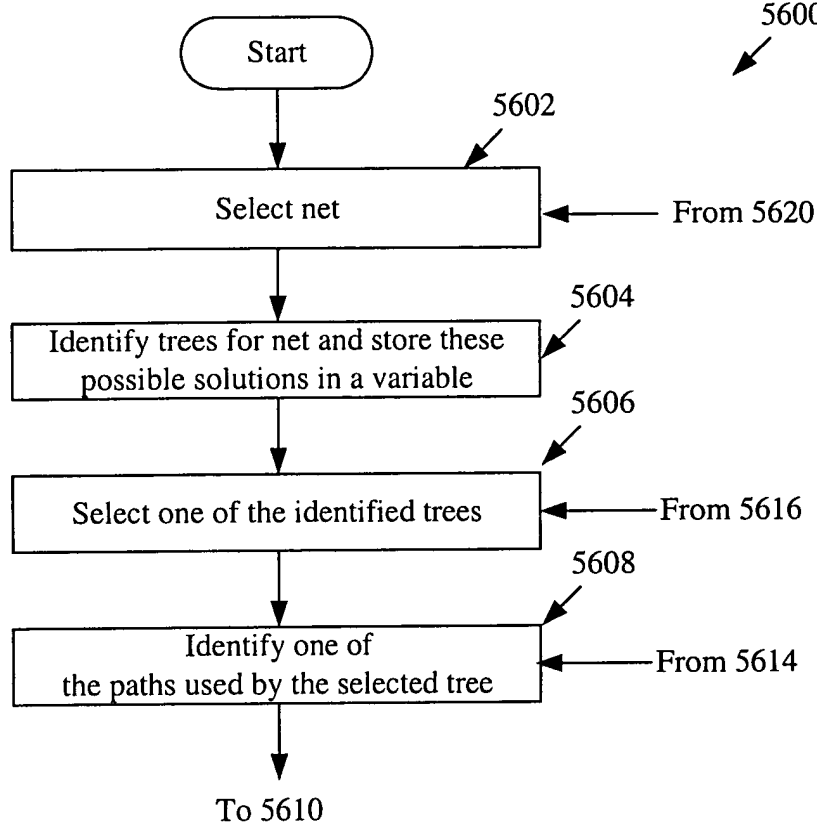 5600
Start
5602
Select net
From 5620
5604
Identify trees for net and store these
possible solutions in a variable
5606
Select one of the identified trees
From 5616
5608
Identify one of
the paths used by the selected tree
From 5614
To 5610